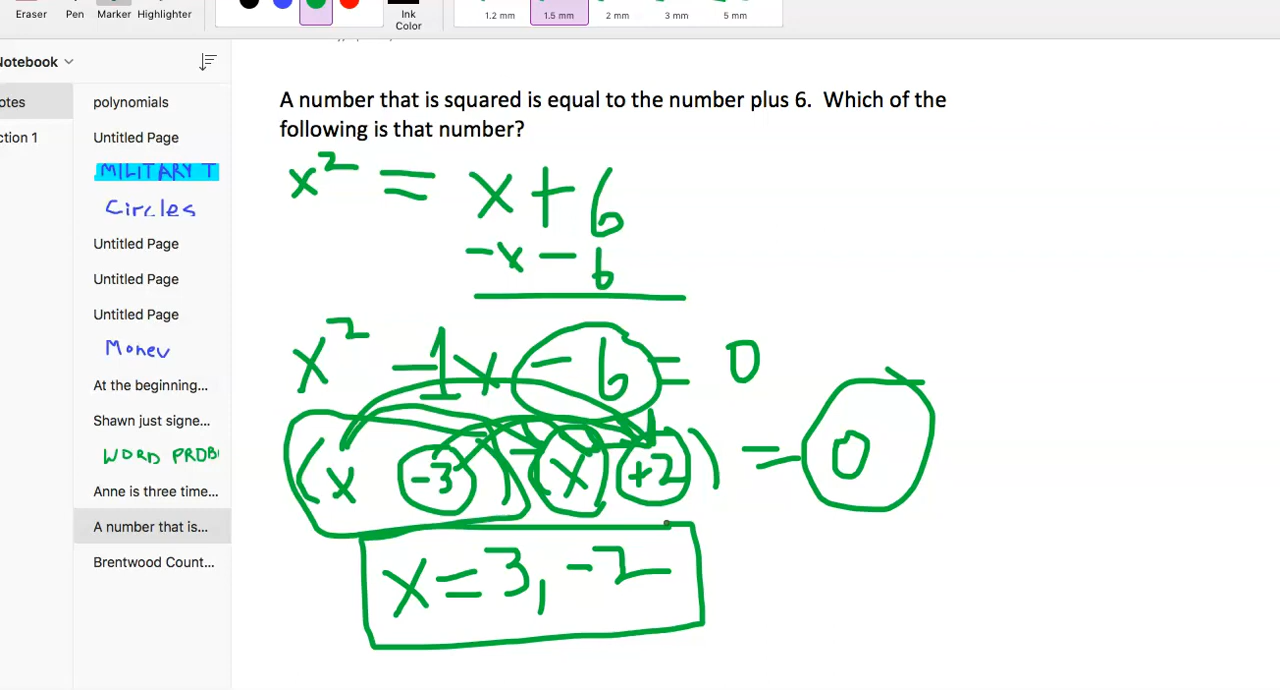 Eraser Pen Marker Highlighter Ink Color 1.2 mm 1.5 mm 2 mm 3 mm 5 mm
Notebook
otes
ction 1
polynomials
Untitled Page
MILITARY T
Circles
Untitled Page
Untitled Page
Untitled Page
Money
At the beginning...
Shawn just signe...
WORD PROB
Anne is three time...
A number that is...
Brentwood Count...
A number that is squared is equal to the number plus 6. Which of the
following is that number?
x² = x + 6
-x - 6
x² -1x - 6 = 0
(x -3) (x +2) = 0
x = 3, -2